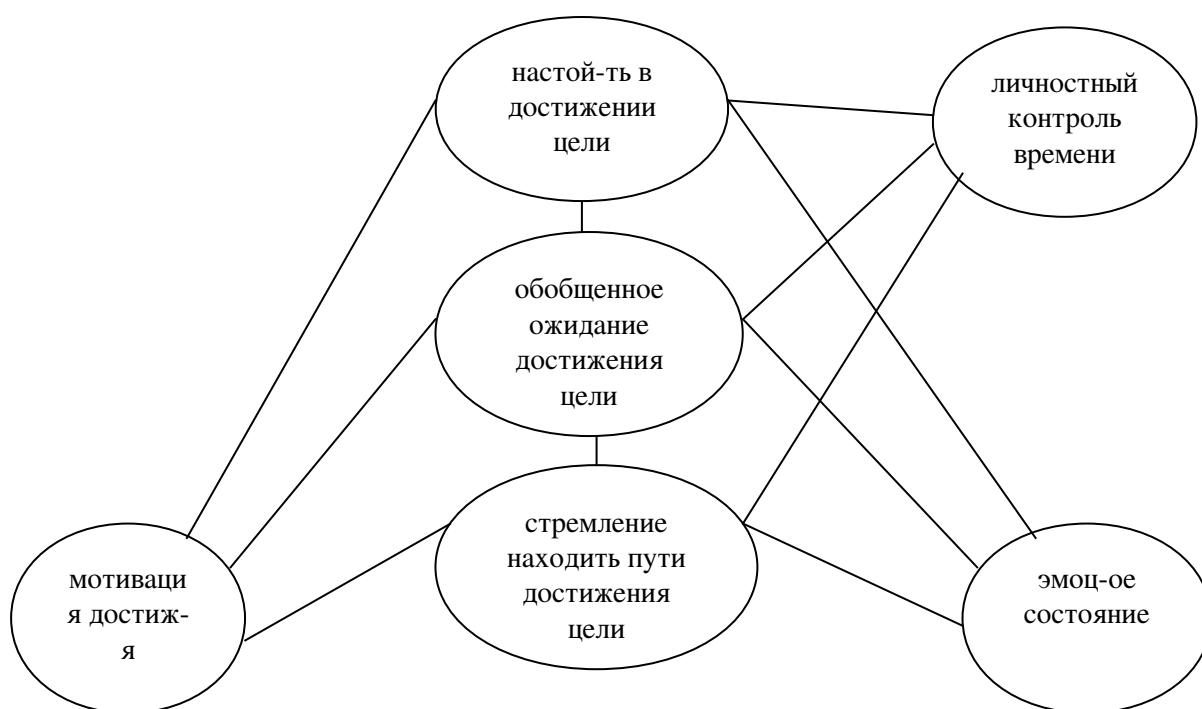 настой-ть в
достижении
цели
личностный
контроль
времени
обобщенное
ожидание
достижения
цели
стремление
находить пути
достижения
цели
мотиваци
я достиж-
я
эмоц-ое
состояние